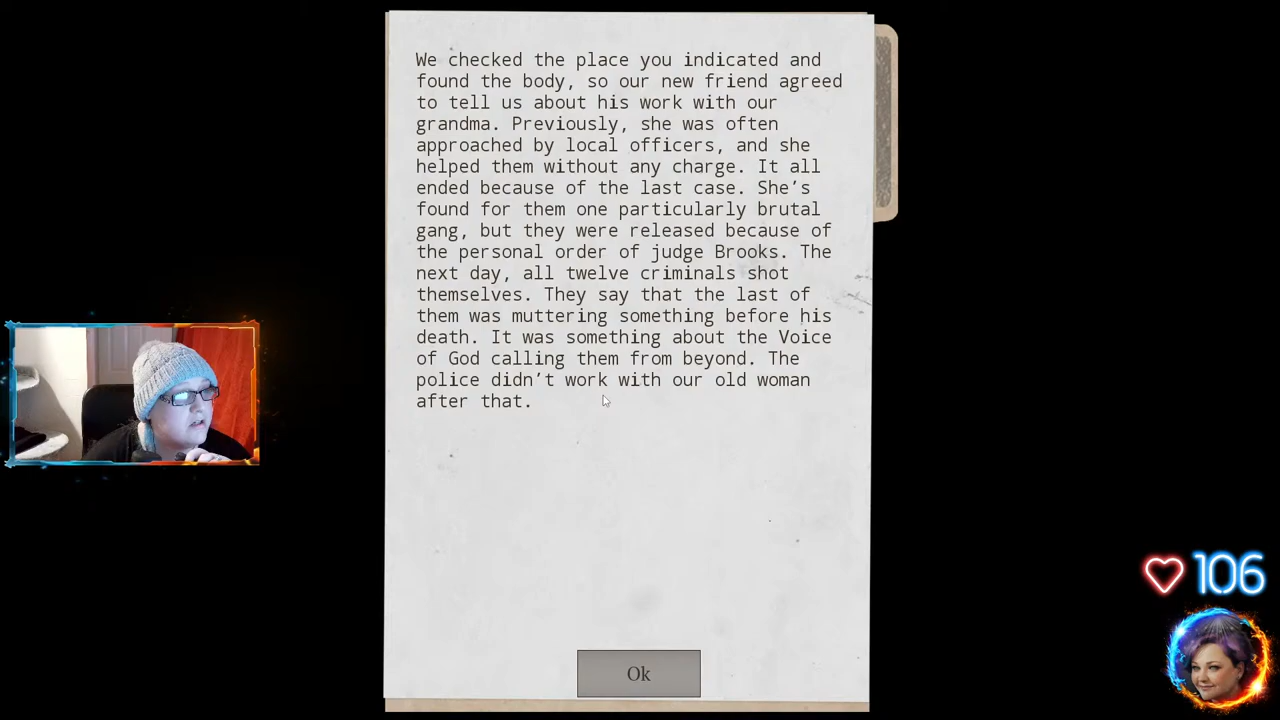 We checked the place you indicated and
found the body, so our new friend agreed
to tell us about his work with our
grandma. Previously, she was often
approached by local officers, and she
helped them without any charge. It all
ended because of the last case. She's
found for them one particularly brutal
gang, but they were released because of
the personal order of judge Brooks. The
next day, all twelve criminals shot
themselves. They say that the last of
them was muttering something before his
death. It was something about the Voice
of God calling them from beyond. The
police didn't work with our old woman
after that.
Ok
106